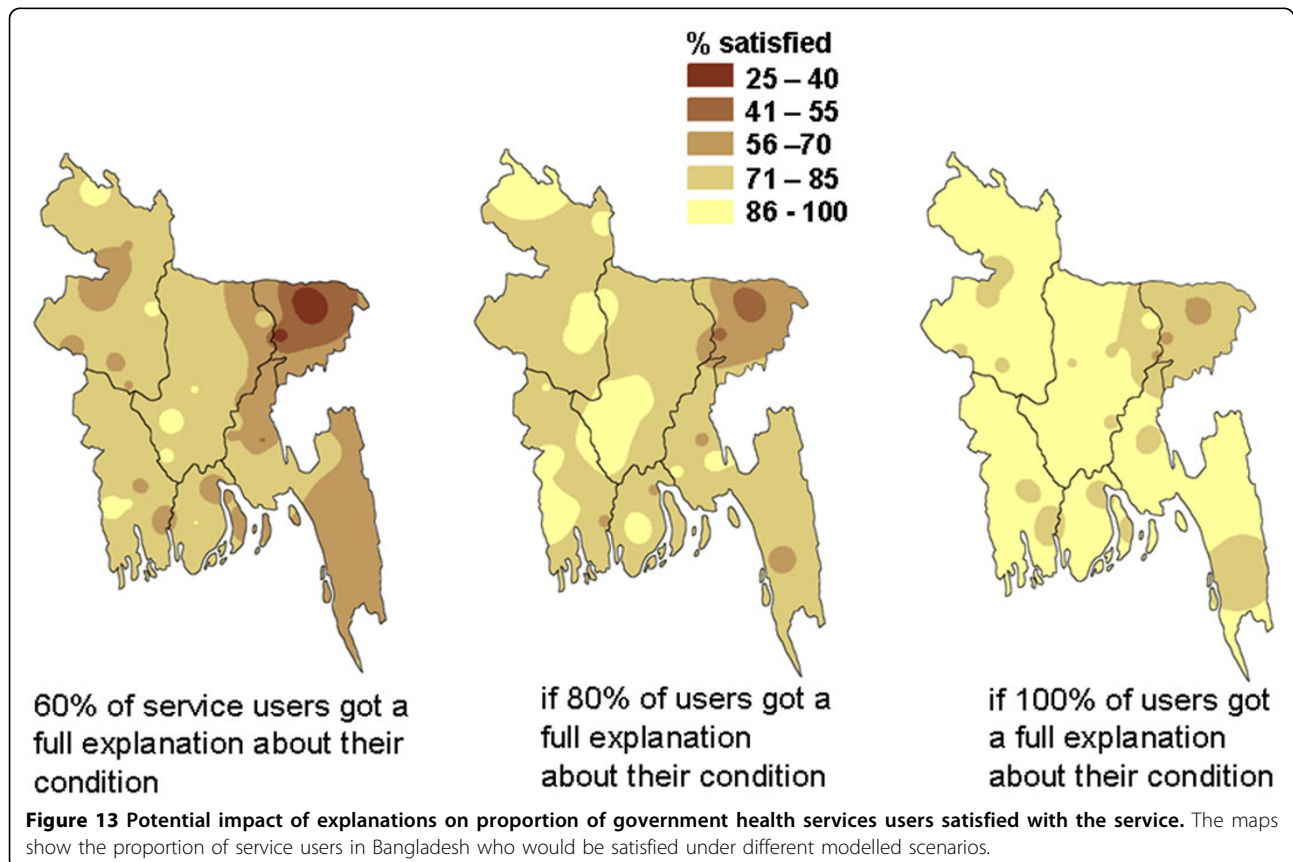 % satisfied
25 – 40
41 – 55
56 –70
71 – 85
86 - 100
60% of service users got a
full explanation about their
condition
if 80% of users got a
full explanation
about their condition
if 100% of users got
a full explanation
about their condition
Figure 13 Potential impact of explanations on proportion of government health services users satisfied with the service. The maps
show the proportion of service users in Bangladesh who would be satisfied under different modelled scenarios.